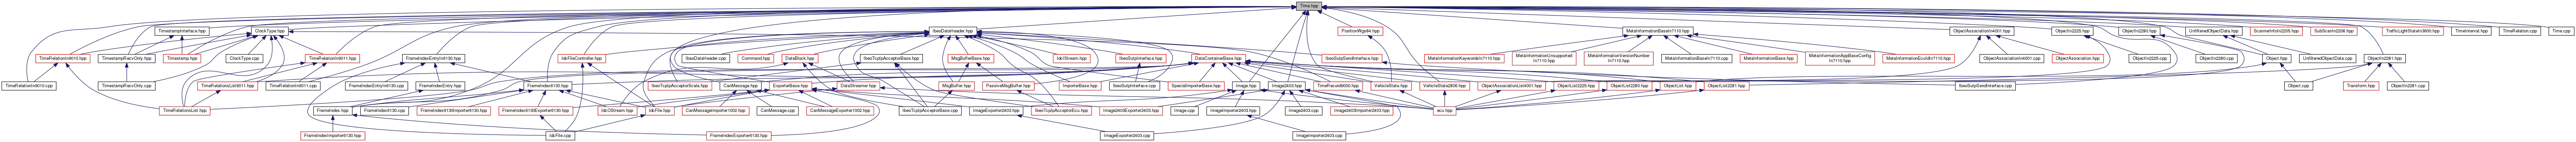 Time.hpp
TimestampInterface.hpp
ClockType.hpp
IbeoDataHeader.hpp
PositionWgs84.hpp
MetaInformationBaseIn7110.hpp
ObjectAssociationIn4001.hpp
ObjectIn2225.hpp
ObjectIn2280.hpp
UnfilteredObjectData.hpp
ScannerInfoIn2205.hpp
SubScanIn2208.hpp
TrafficLightStateIn3600.hpp
TimeInterval.hpp
TimeRelation.cpp
Time.cpp
TimeRelationIn9010.hpp
TimestampRecvOnly.hpp
Timestamp.hpp
ClockType.cpp
TimeRelationIn9011.hpp
FrameIndexEntryIn6130.hpp
IdcFileController.hpp
IbeoDataHeader.cpp
Command.hpp
DataBlock.hpp
IbeoTcpIpAcceptorBase.hpp
MsgBufferBase.hpp
IdcIStream.hpp
IbeoSutpInterface.hpp
DataContainerBase.hpp
IbeoSutpSendInterface.hpp
MetaInformationKeywordsIn7110.hpp
MetaInformationUnsupported
In7110.hpp
MetaInformationVersionNumber
In7110.hpp
MetaInformationBaseIn7110.cpp
MetaInformationBase.hpp
MetaInformationAppBaseConfig
In7110.hpp
MetaInformationEcuIdIn7110.hpp
ObjectAssociationIn4001.cpp
ObjectAssociation.hpp
ObjectIn2225.cpp
ObjectIn2280.cpp
Object.hpp
UnfilteredObjectData.cpp
ObjectIn2281.hpp
TimeRelationIn9010.cpp
TimestampRecvOnly.cpp
TimeRelationsList9011.hpp
TimeRelationIn9011.cpp
FrameIndexEntryIn6130.cpp
FrameIndexEntry.hpp
FrameIndex6130.hpp
IbeoTcpIpAcceptorScala.hpp
CanMessage.hpp
ExporterBase.hpp
DataStreamer.hpp
MsgBuffer.hpp
PassiveMsgBuffer.hpp
ImporterBase.hpp
IbeoSutpInterface.cpp
SpecialImporterBase.hpp
Image.hpp
Image2403.hpp
TimeRecord9000.hpp
VehicleState.hpp
VehicleState2806.hpp
ObjectAssociationList4001.hpp
ObjectList2225.hpp
ObjectList2280.hpp
ObjectList.hpp
ObjectList2281.hpp
IbeoSutpSendInterface.cpp
Object.cpp
Transform.hpp
ObjectIn2281.cpp
TimeRelationsList.hpp
FrameIndex.hpp
FrameIndex6130.cpp
FrameIndex6130Importer6130.hpp
FrameIndex6130Exporter6130.hpp
IdcOStream.hpp
IdcFile.hpp
CanMessageImporter1002.hpp
CanMessage.cpp
CanMessageExporter1002.hpp
IbeoTcpIpAcceptorBase.cpp
ImageExporter2403.hpp
IbeoTcpIpAcceptorEcu.hpp
Image2403Exporter2403.hpp
Image.cpp
ImageImporter2403.hpp
Image2403.cpp
Image2403Importer2403.hpp
ecu.hpp
FrameIndexImporter6130.hpp
IdcFile.cpp
FrameIndexExporter6130.hpp
ImageExporter2403.cpp
ImageImporter2403.cpp